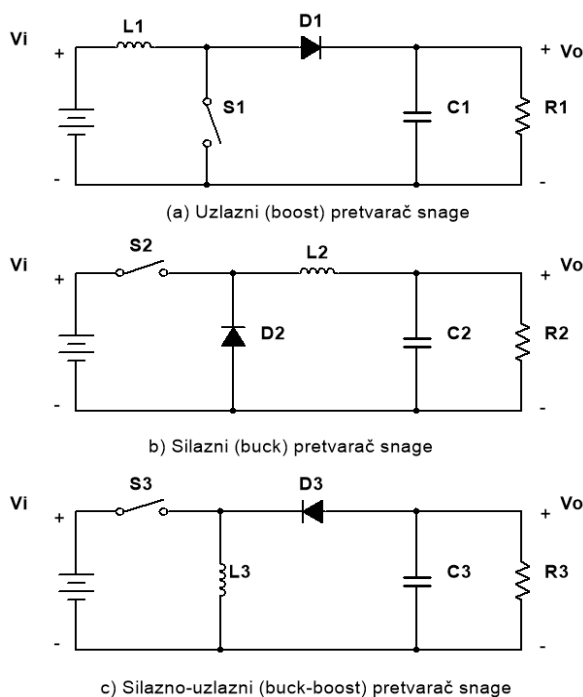 Vi + L1 D1 + Vo
S1 C1 R1
- -
(a) Uzlazni (boost) pretvarač snage
Vi + S2 L2 + Vo
D2 C2 R2
- -
b) Silazni (buck) pretvarač snage
Vi + S3 D3 + Vo
L3 C3 R3
- -
c) Silazno-uzlazni (buck-boost) pretvarač snage